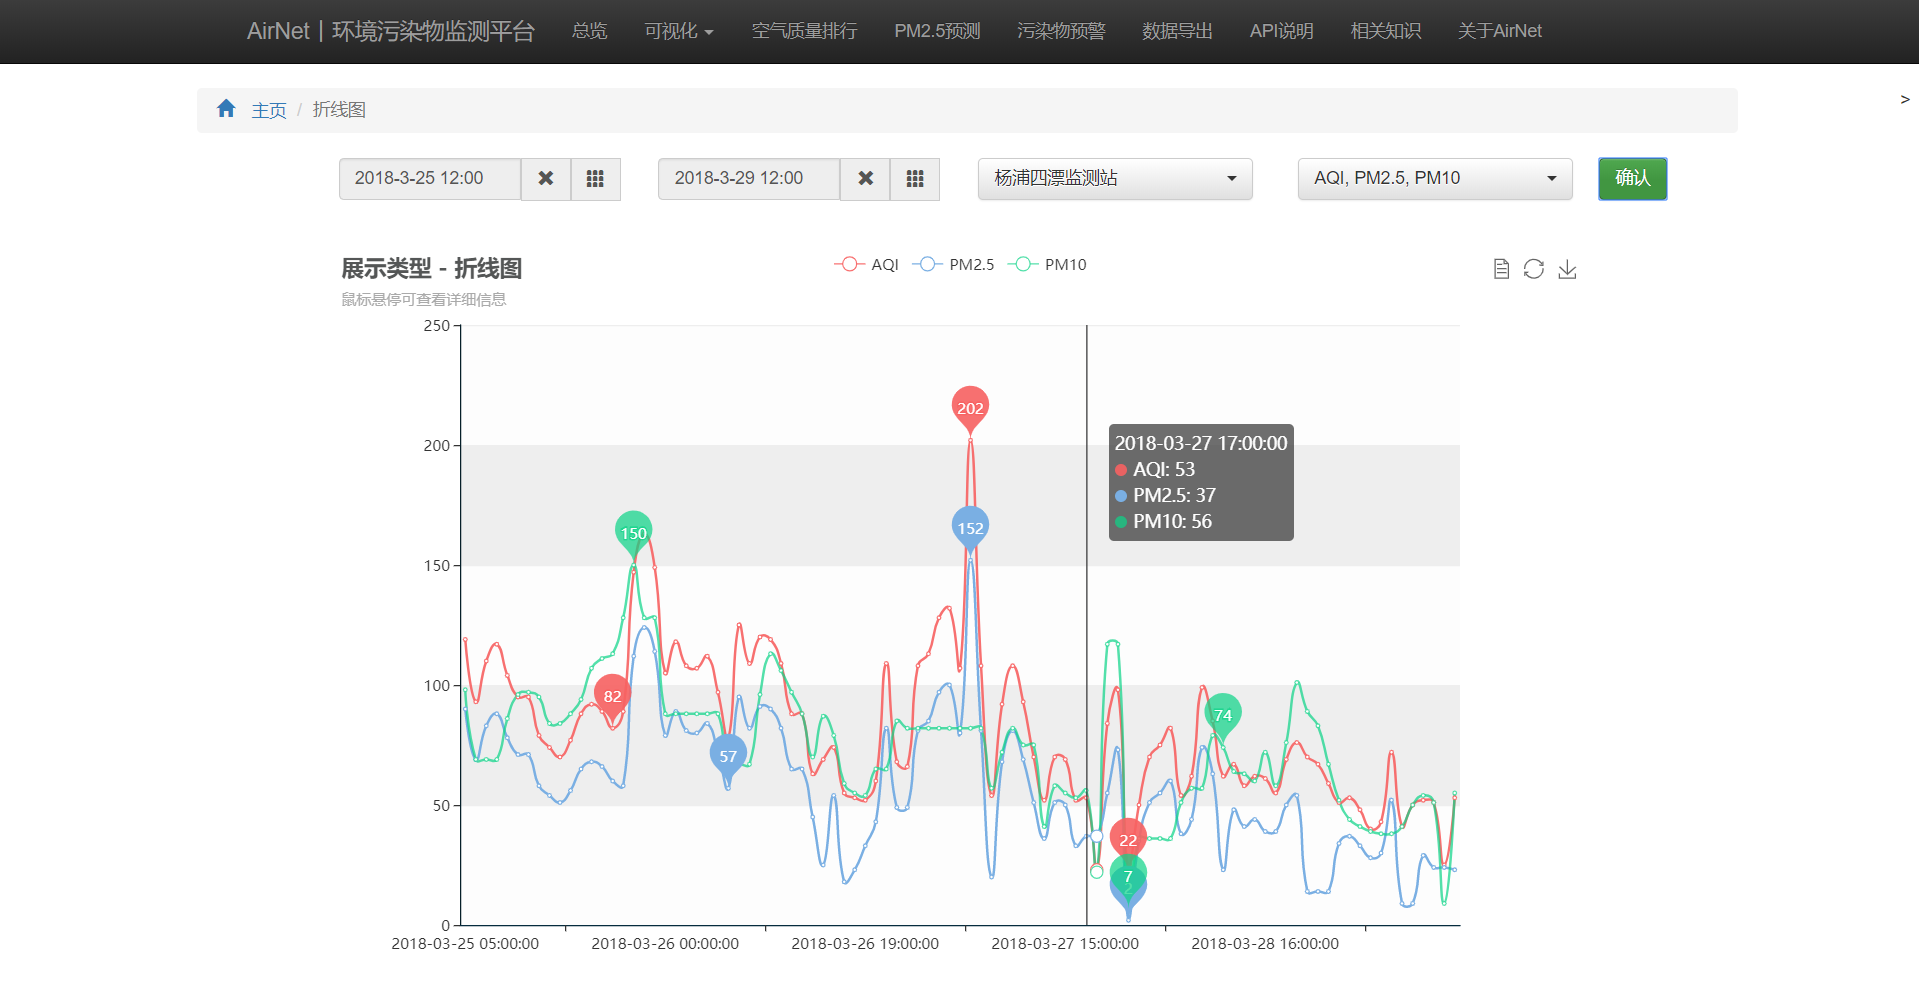 AirNet | 环境污染物监测平台 总览 可视化 空气质量排行 PM2.5预测 污染物预警 数据导出 API说明 相关知识 关于AirNet
主页 / 折线图
>
2018-3-25 12:00 2018-3-29 12:00 杨浦四漂监测站 AQI, PM2.5, PM10 确认
展示类型 - 折线图
鼠标悬停可查看详细信息
AQI PM2.5 PM10
250
200
150
100
50
0
202
152
150
82
57
74
22
7
2
2018-03-27 17:00:00
AQI: 53
PM2.5: 37
PM10: 56
2018-03-25 05:00:00 2018-03-26 00:00:00 2018-03-26 19:00:00 2018-03-27 15:00:00 2018-03-28 16:00:00